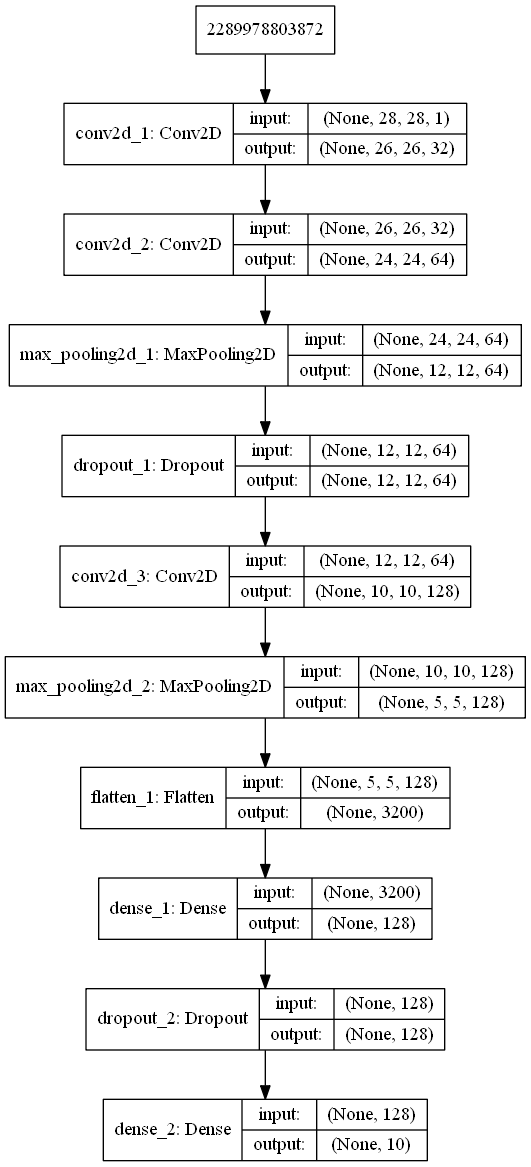 2289978803872
conv2d_1: Conv2D
input: (None, 28, 28, 1)
output: (None, 26, 26, 32)
conv2d_2: Conv2D
input: (None, 26, 26, 32)
output: (None, 24, 24, 64)
max_pooling2d_1: MaxPooling2D
input: (None, 24, 24, 64)
output: (None, 12, 12, 64)
dropout_1: Dropout
input: (None, 12, 12, 64)
output: (None, 12, 12, 64)
conv2d_3: Conv2D
input: (None, 12, 12, 64)
output: (None, 10, 10, 128)
max_pooling2d_2: MaxPooling2D
input: (None, 10, 10, 128)
output: (None, 5, 5, 128)
flatten_1: Flatten
input: (None, 5, 5, 128)
output: (None, 3200)
dense_1: Dense
input: (None, 3200)
output: (None, 128)
dropout_2: Dropout
input: (None, 128)
output: (None, 128)
dense_2: Dense
input: (None, 128)
output: (None, 10)